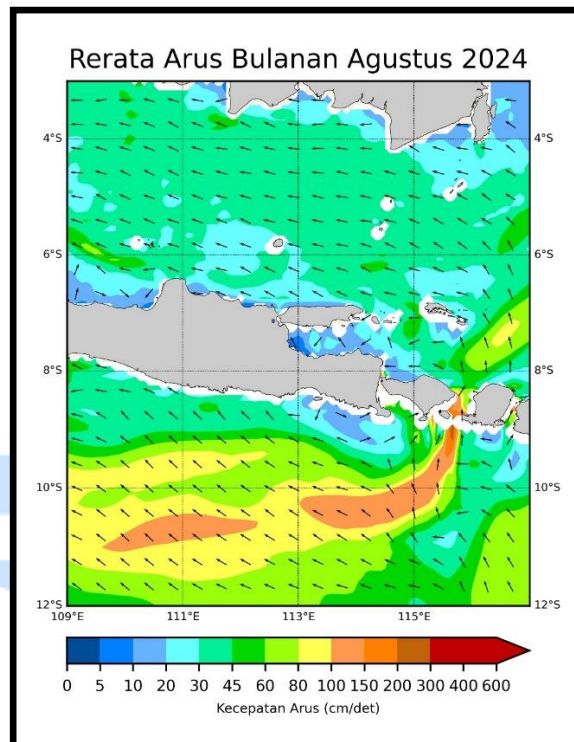 Rerata Arus Bulanan Agustus 2024
4°S 4°S
6°S 6°S
8°S 8°S
10°S 10°S
12°S 12°S
109°E 111°E 113°E 115°E
0 5 10 20 30 45 60 80 100 150 200 300 400 600
Kecepatan Arus (cm/det)